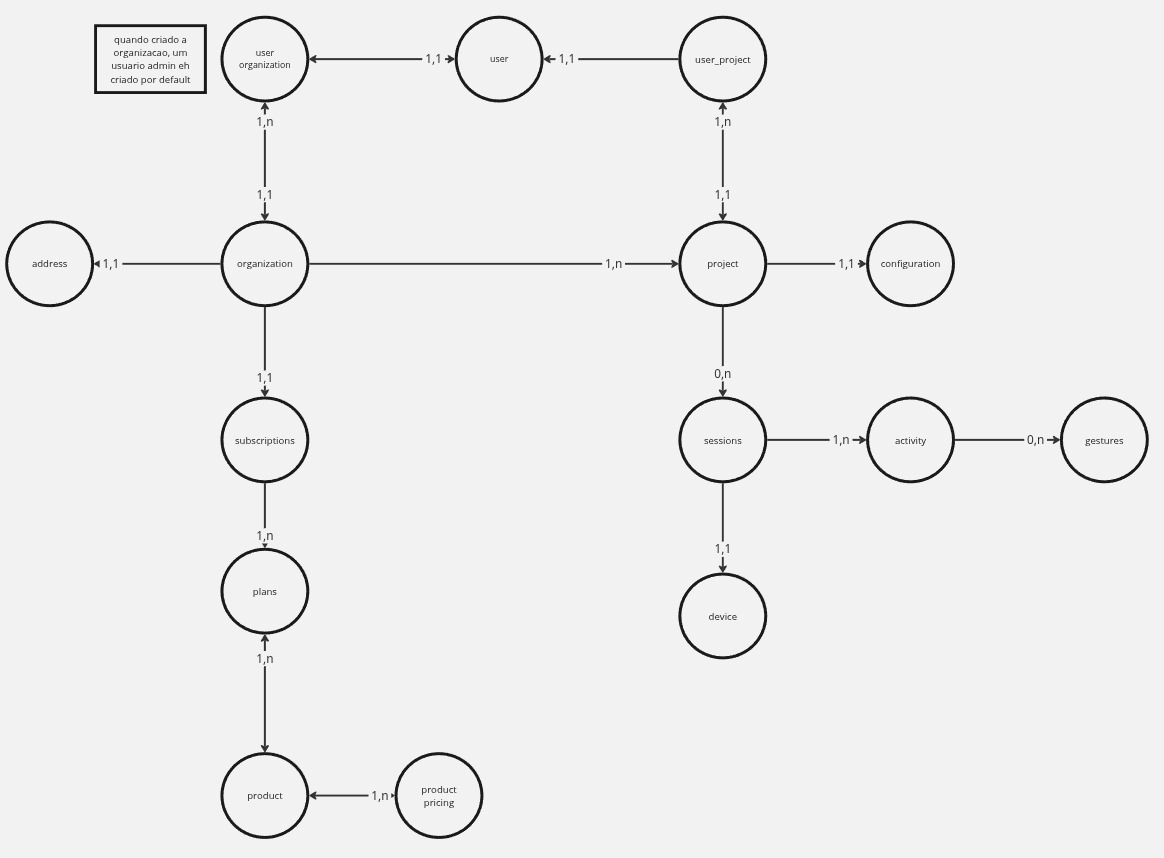 quando criado a
organizacao, um
usuario admin eh
criado por default
user
organization
1,1
user
1,1
user_project
1,n
1,n
1,1
1,1
address
1,1
organization
1,n
project
1,1
configuration
1,1
0,n
subscriptions
sessions
1,n
activity
0,n
gestures
1,n
1,1
plans
device
1,n
product
1,n
product
pricing